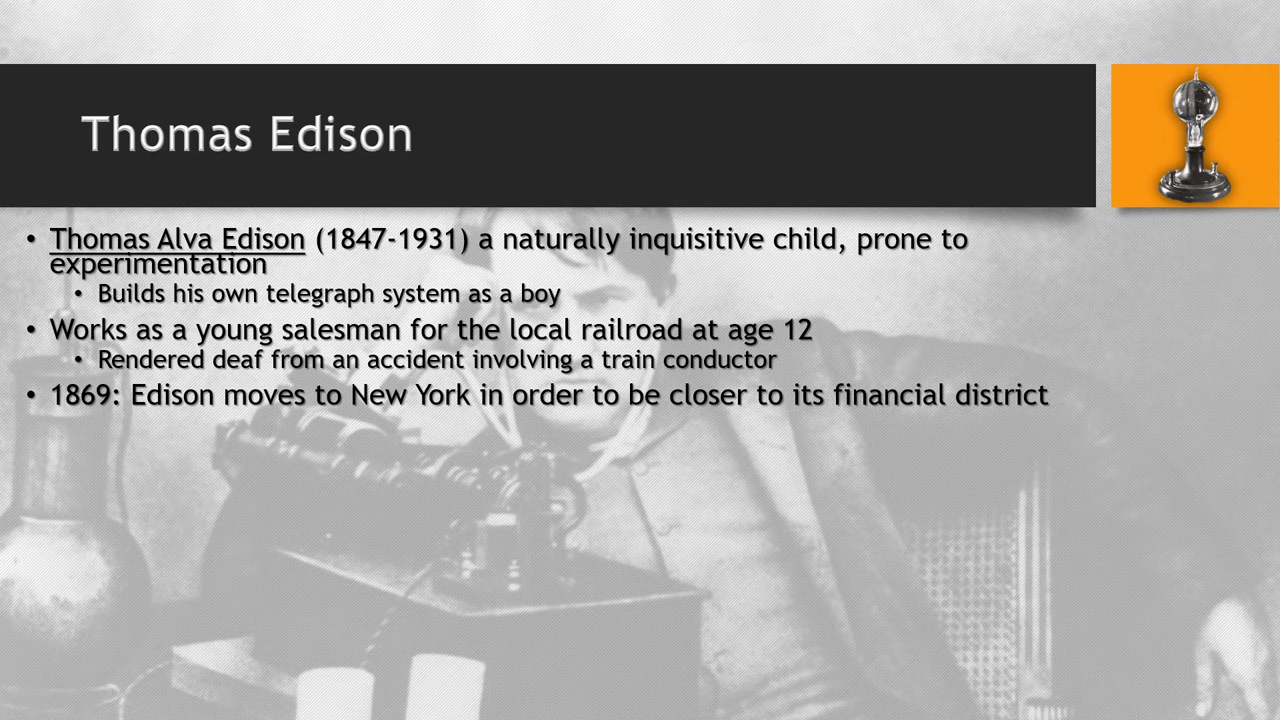 Thomas Edison
• Thomas Alva Edison (1847-1931) a naturally inquisitive child, prone to
experimentation
• Builds his own telegraph system as a boy
• Works as a young salesman for the local railroad at age 12
• Rendered deaf from an accident involving a train conductor
• 1869: Edison moves to New York in order to be closer to its financial district